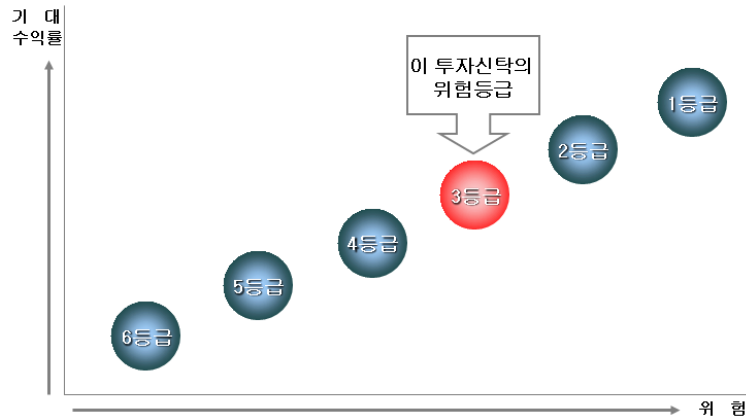 기 대
수익률
이 투자신탁의
위험등급
1등급
2등급
3등급
4등급
5등급
6등급
위 험